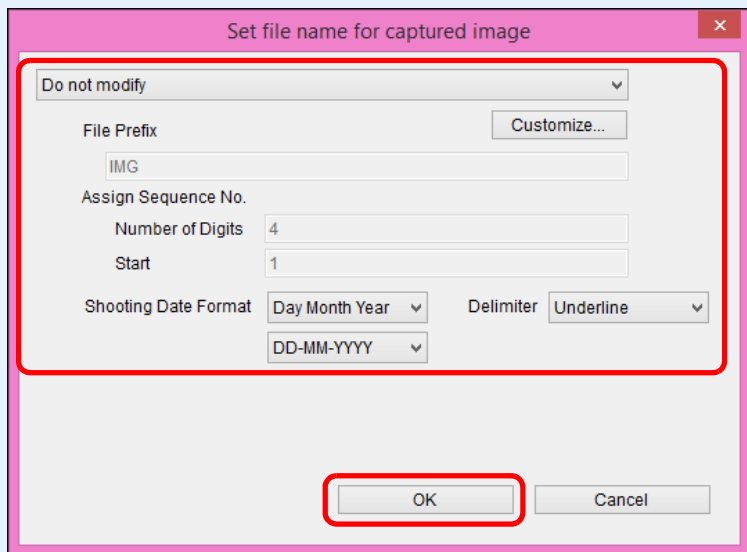 Set file name for captured image
Do not modify
File Prefix
Customize...
IMG
Assign Sequence No.
Number of Digits 4
Start 1
Shooting Date Format Day Month Year Delimiter Underline
DD-MM-YYYY
OK Cancel